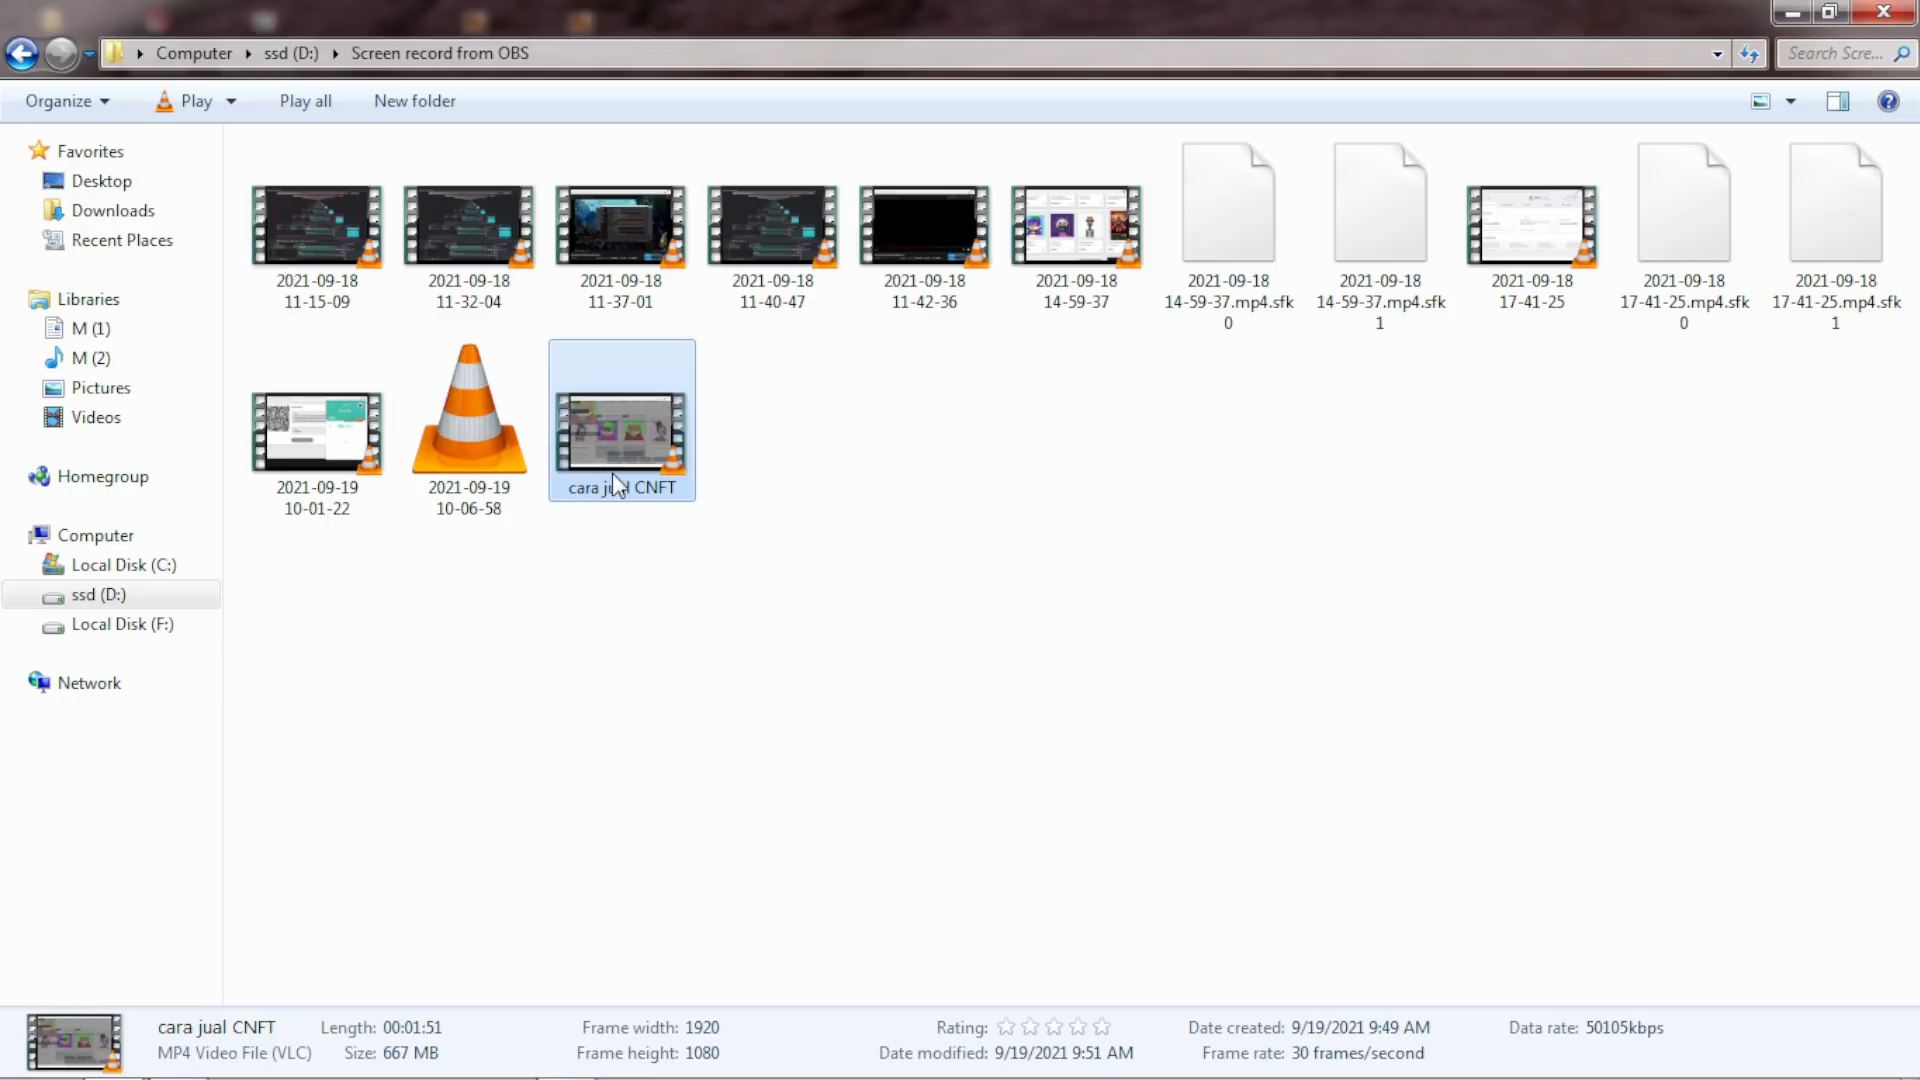 Computer ssd (D:) Screen record from OBS
Search Scre...
Organize Play Play all New folder
Favorites
Desktop
Downloads
Recent Places
Libraries
M (1)
M (2)
Pictures
Videos
Homegroup
Computer
Local Disk (C:)
ssd (D:)
Local Disk (F:)
Network
2021-09-18
11-15-09
2021-09-18
11-32-04
2021-09-18
11-37-01
2021-09-18
11-40-47
2021-09-18
11-42-36
2021-09-18
14-59-37
2021-09-18
14-59-37.mp4.sfk
0
2021-09-18
14-59-37.mp4.sfk
1
2021-09-18
17-41-25
2021-09-18
17-41-25.mp4.sfk
0
2021-09-18
17-41-25.mp4.sfk
1
2021-09-19
10-01-22
2021-09-19
10-06-58
cara jual CNFT
cara jual CNFT Length: 00:01:51 Frame width: 1920 Rating: Date created: 9/19/2021 9:49 AM Data rate: 50105kbps
MP4 Video File (VLC) Size: 667 MB Frame height: 1080 Date modified: 9/19/2021 9:51 AM Frame rate: 30 frames/second